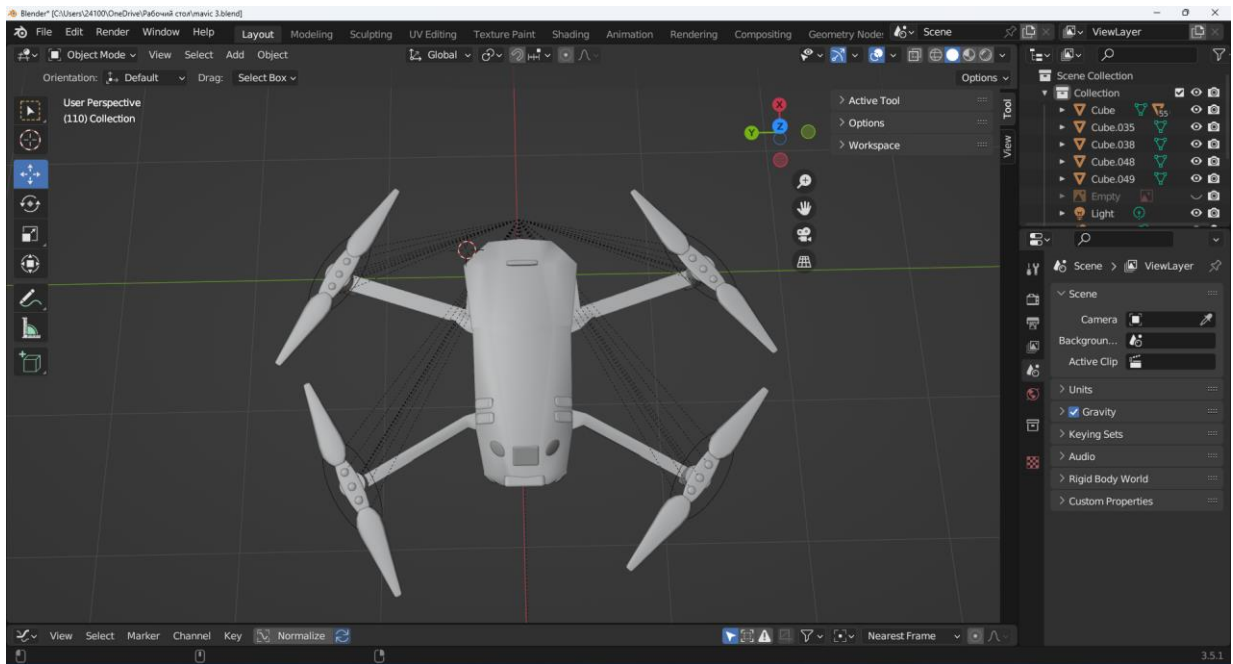 Blender* [C:\Users\24100\OneDrive\Рабочий стол\mavic 3.blend]
File Edit Render Window Help Layout Modeling Sculpting UV Editing Texture Paint Shading Animation Rendering Compositing Geometry Node: Scene ViewLayer
Object Mode View Select Add Object Global
Orientation: Default Drag: Select Box Options
User Perspective
(110) Collection
X
Y
Z
Active Tool
Options
Workspace
Tool
View
Scene Collection
Collection
Cube 55
Cube.035
Cube.038
Cube.048
Cube.049
Empty
Light
Scene > ViewLayer
Scene
Camera
Backgroun...
Active Clip
Units
Gravity
Keying Sets
Audio
Rigid Body World
Custom Properties
View Select Marker Channel Key Normalize Nearest Frame
3.5.1